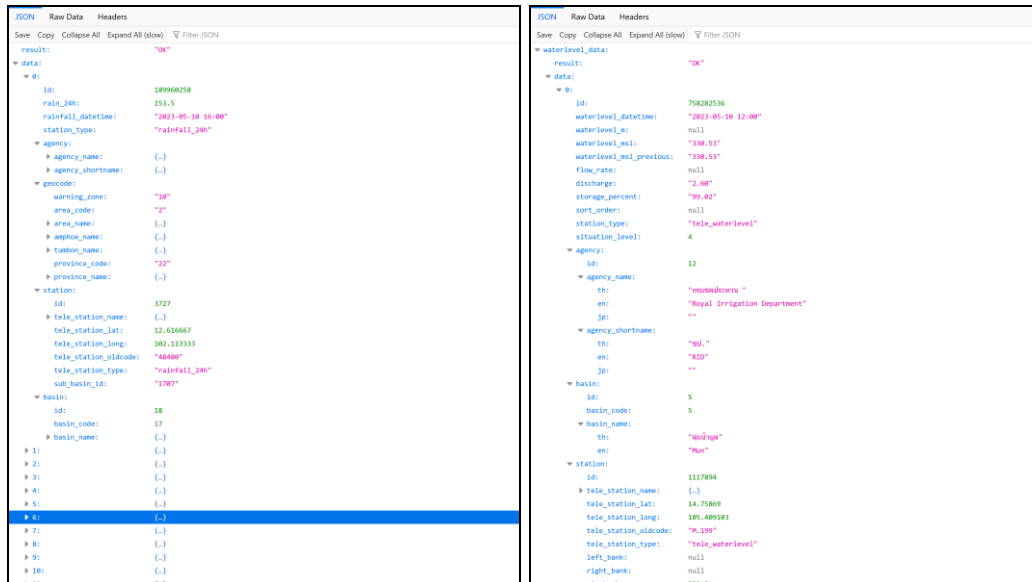 JSON Raw Data Headers
Save Copy Collapse All Expand All (slow) Filter JSON
result: "OK"
data:
0:
id: 189960258
rain_24h: 153.5
rainfall_datetime: "2023-05-10 16:00"
station_type: "rainfall_24h"
agency:
agency_name: {…}
agency_shortname: {…}
geocode:
warning_zone: "10"
area_code: "2"
area_name: {…}
amphoe_name: {…}
tumbon_name: {…}
province_code: "22"
province_name: {…}
station:
id: 3727
tele_station_name: {…}
tele_station_lat: 12.616667
tele_station_long: 102.113333
tele_station_oldcode: "48480"
tele_station_type: "rainfall_24h"
sub_basin_id: "1707"
basin:
id: 18
basin_code: 17
basin_name: {…}
1: {…}
2: {…}
3: {…}
4: {…}
5: {…}
6: {…}
7: {…}
8: {…}
9: {…}
10: {…}
JSON Raw Data Headers
Save Copy Collapse All Expand All (slow) Filter JSON
waterlevel_data:
result: "OK"
data:
0:
id: 758282536
waterlevel_datetime: "2023-05-10 12:00"
waterlevel_m: null
waterlevel_msl: "330.53"
waterlevel_msl_previous: "330.53"
flow_rate: null
discharge: "2.60"
storage_percent: "99.02"
sort_order: null
station_type: "tele_waterlevel"
situation_level: 4
agency:
id: 12
agency_name:
th: "กรมชลประทาน "
en: "Royal Irrigation Department"
jp: ""
agency_shortname:
th: "ชป."
en: "RID"
jp: ""
basin:
id: 5
basin_code: 5
basin_name:
th: "ลุ่มน้ำมูล"
en: "Mun"
station:
id: 1117894
tele_station_name: {…}
tele_station_lat: 14.75869
tele_station_long: 105.409103
tele_station_oldcode: "M.199"
tele_station_type: "tele_waterlevel"
left_bank: null
right_bank: null